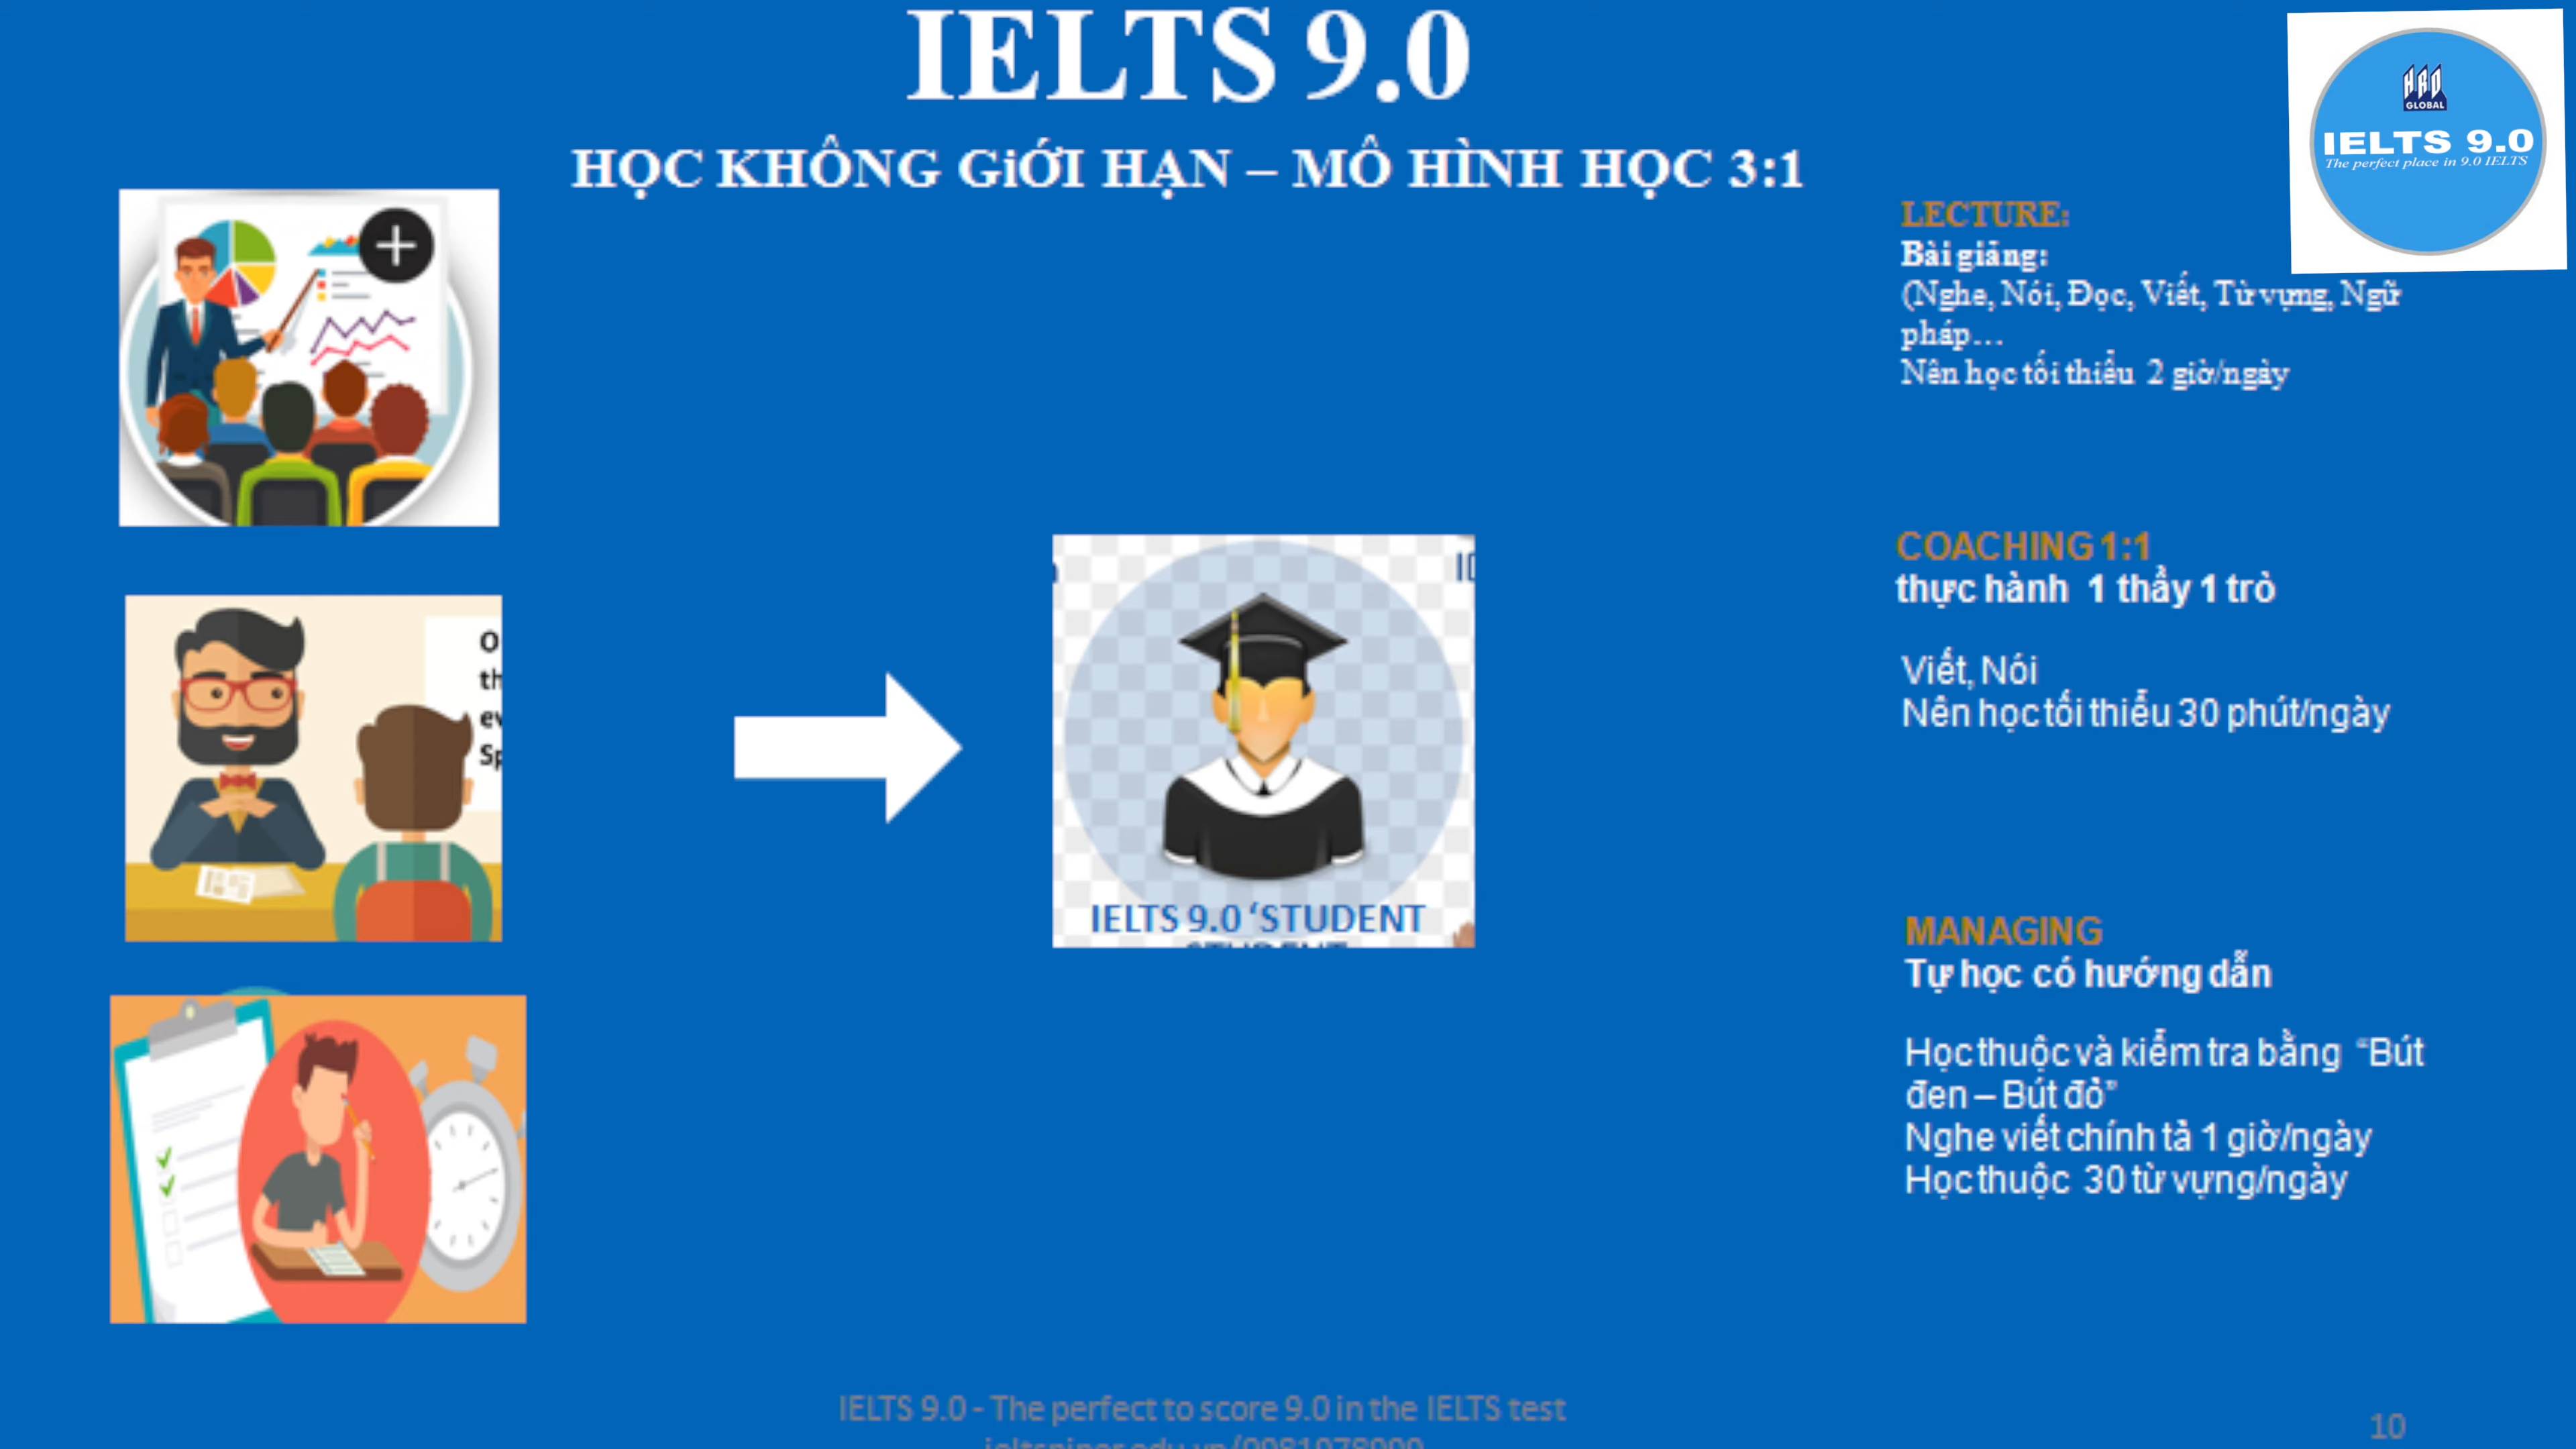 IELTS 9.0
HỌC KHÔNG GiỚI HẠN – MÔ HÌNH HỌC 3:1
HRD
GLOBAL
IELTS 9.0
The perfect place in 9.0 IELTS
LECTURE:
Bài giảng:
(Nghe, Nói, Đọc, Viết, Từ vựng, Ngữ
pháp...
Nên học tối thiểu 2 giờ/ngày
COACHING 1:1
thực hành 1 thầy 1 trò
Viết, Nói
Nên học tối thiểu 30 phút/ngày
MANAGING
Tự học có hướng dẫn
Học thuộc và kiểm tra bằng “Bút
đen – Bút đỏ”
Nghe viết chính tả 1 giờ/ngày
Học thuộc 30 từ vựng/ngày
IELTS 9.0 ‘STUDENT
IELTS 9.0 - The perfect to score 9.0 in the IELTS test
10